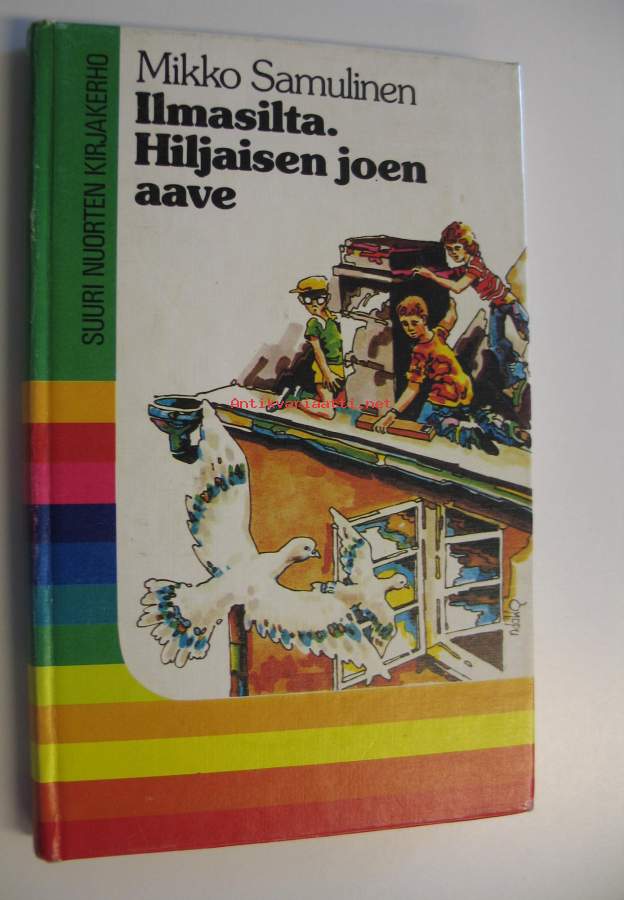 Mikko Samulinen
Ilmasilta.
Hiljaisen joen
aave
SUURI NUORTEN KIRJAKERHO
Antikvariaatti.net